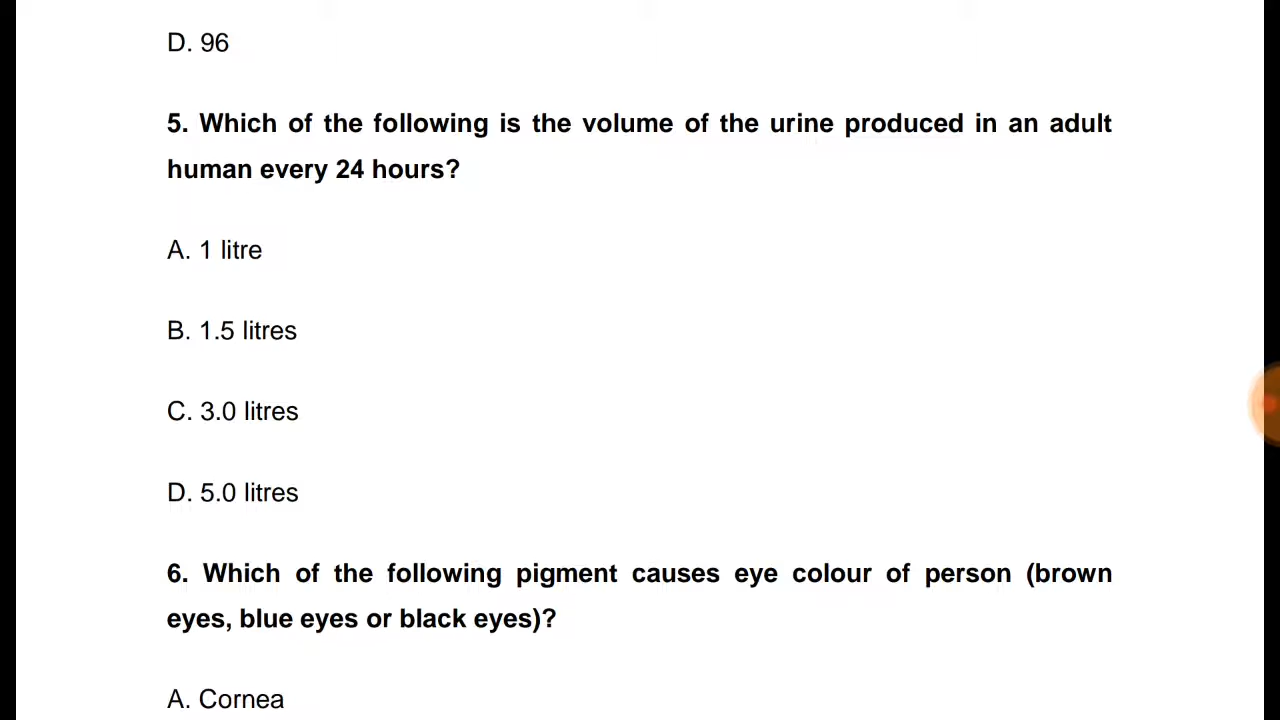 D. 96
5. Which of the following is the volume of the urine produced in an adult
human every 24 hours?
A. 1 litre
B. 1.5 litres
C. 3.0 litres
D. 5.0 litres
6. Which of the following pigment causes eye colour of person (brown
eyes, blue eyes or black eyes)?
A. Cornea